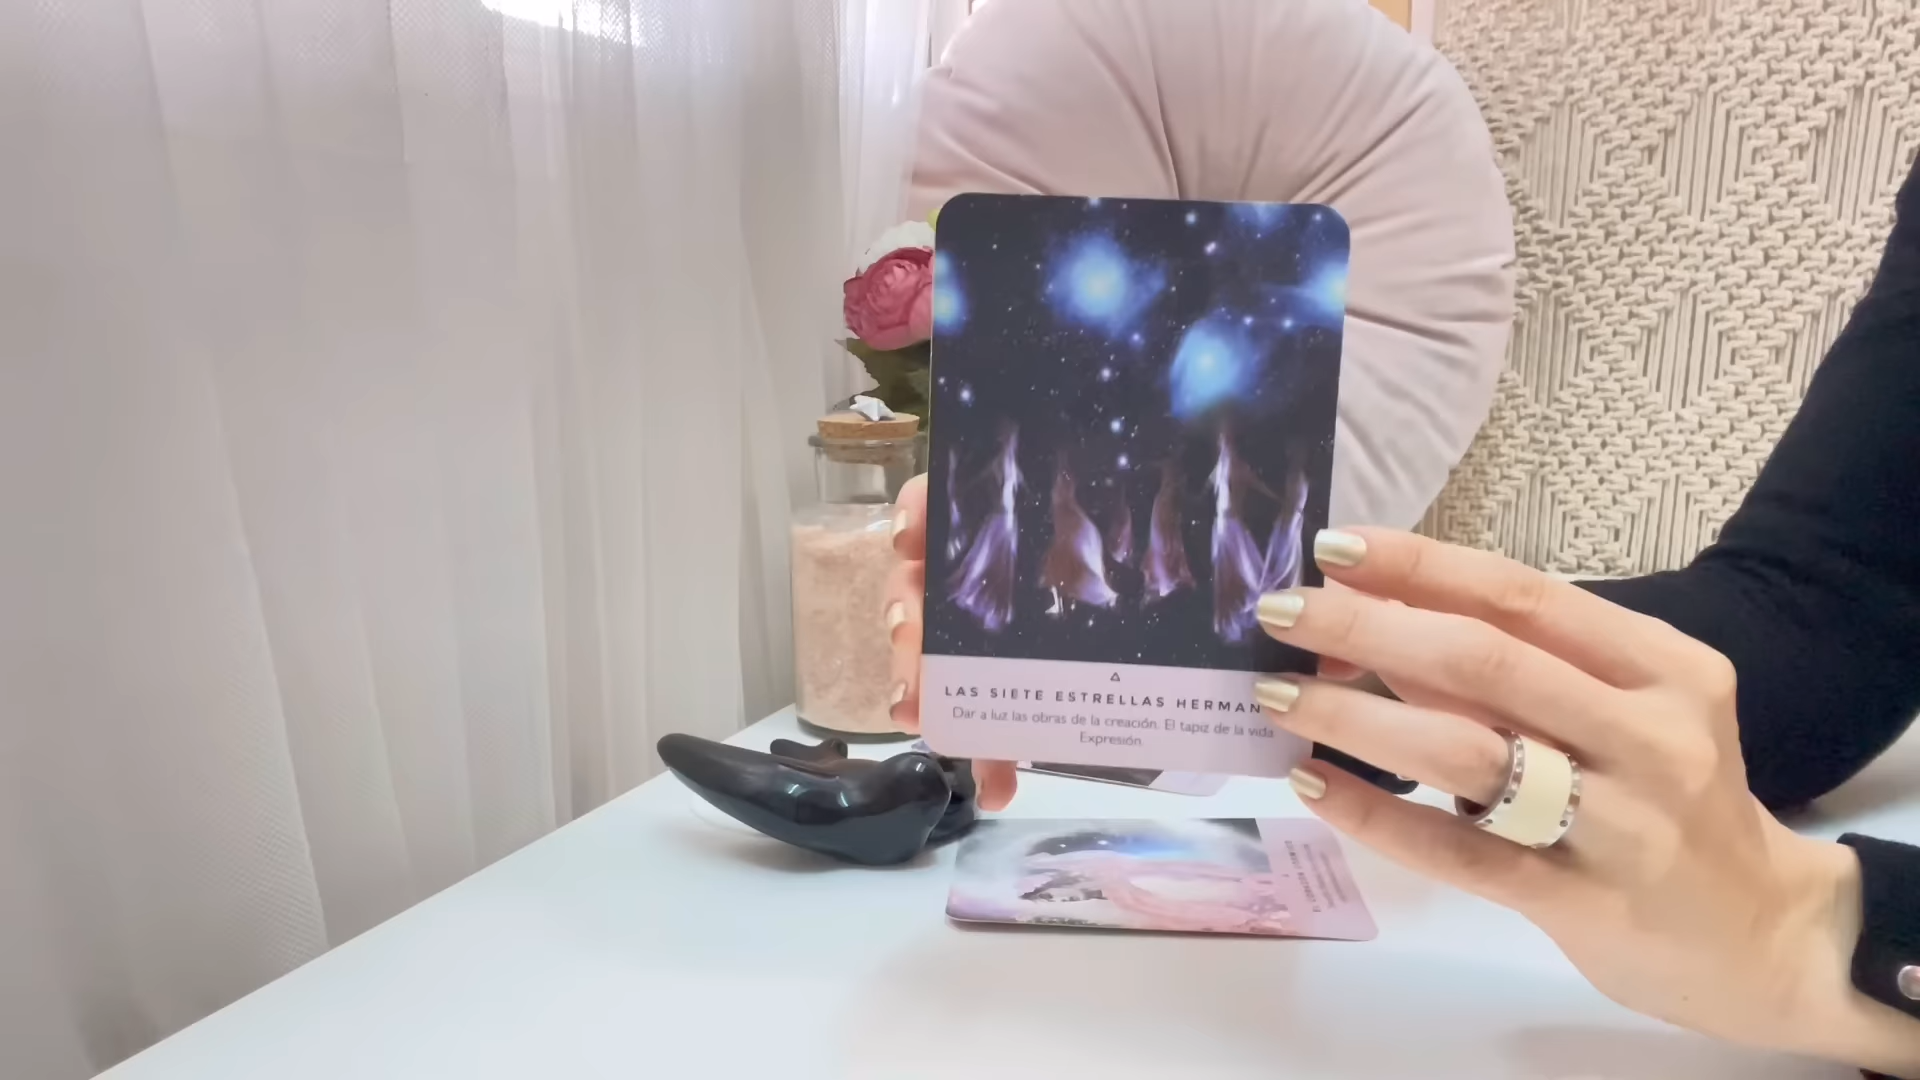 LAS SIETE ESTRELLAS HERMAN
Dar a luz las obras de la creación. El tapiz de la vida
Expresión.